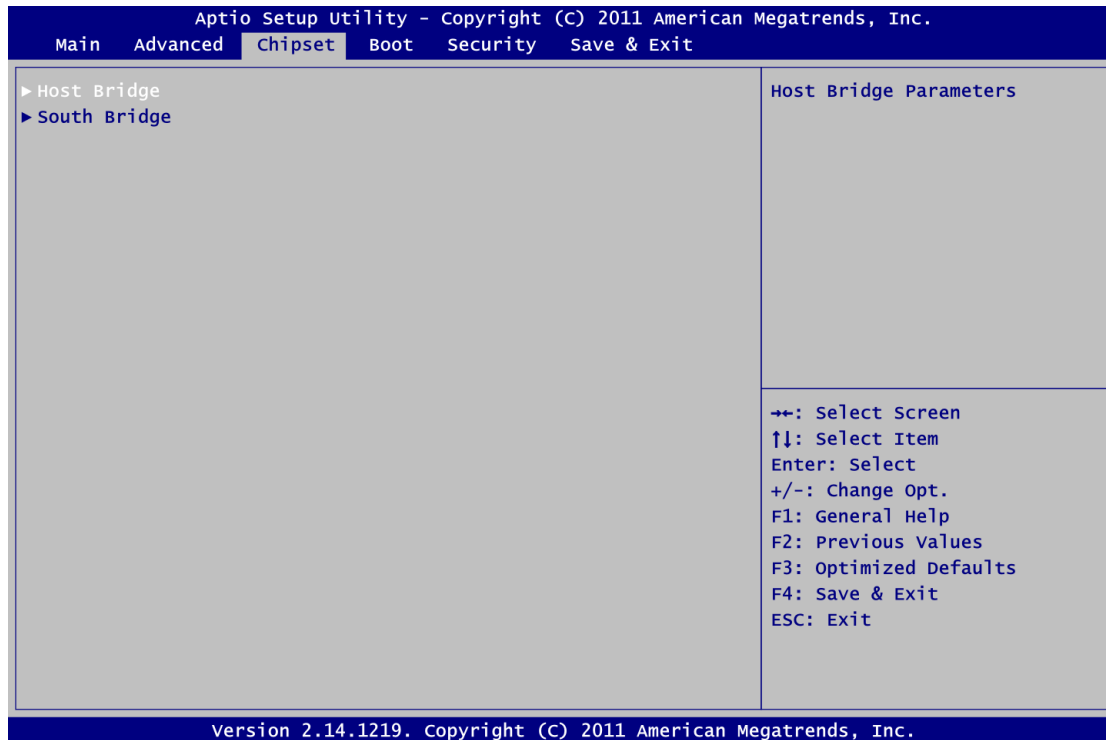 Aptio Setup Utility - Copyright (C) 2011 American Megatrends, Inc.
Main Advanced Chipset Boot Security Save & Exit
►Host Bridge
►South Bridge
Host Bridge Parameters
→←: Select Screen
↑↓: Select Item
Enter: Select
+/-: Change Opt.
F1: General Help
F2: Previous Values
F3: Optimized Defaults
F4: Save & Exit
ESC: Exit
Version 2.14.1219. Copyright (C) 2011 American Megatrends, Inc.